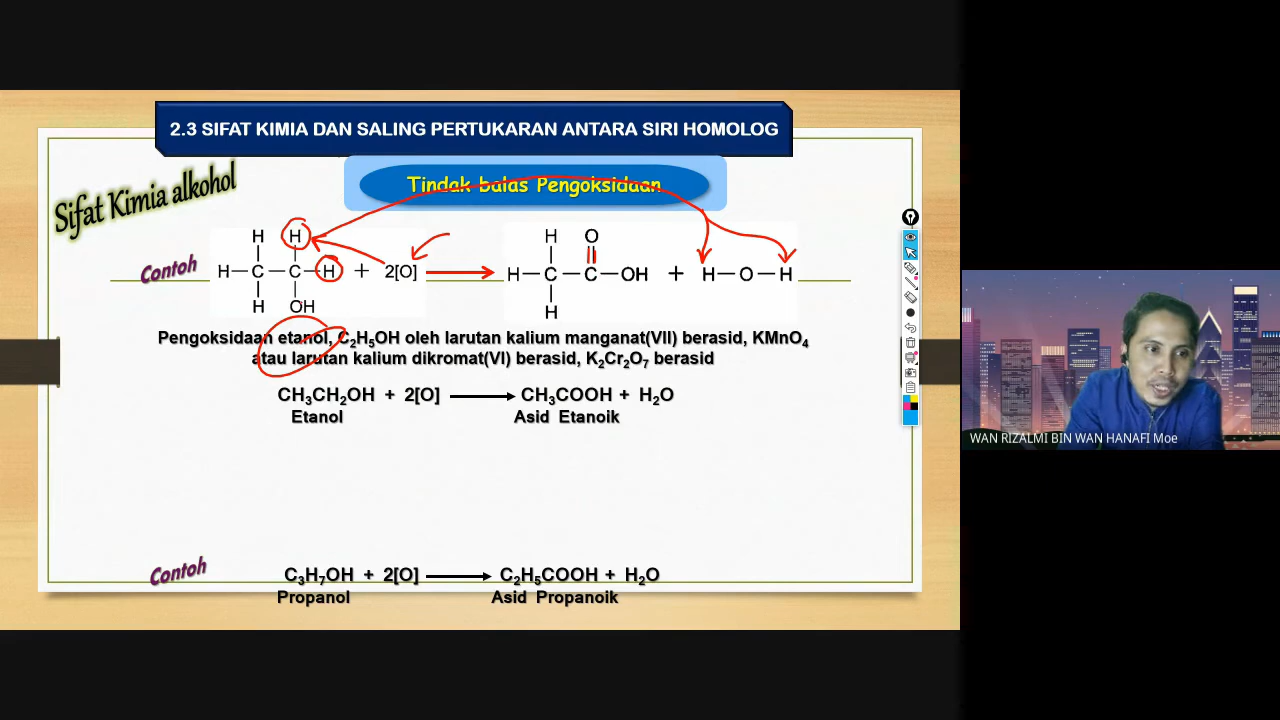 2.3 SIFAT KIMIA DAN SALING PERTUKARAN ANTARA SIRI HOMOLOG
Tindak balas Pengoksidaan
Sifat Kimia alkohol
Contoh
H H
H–C–C–H + 2[O]
H OH
H O
H–C–C–OH + H–O–H
H
Pengoksidaan etanol, C₂H₅OH oleh larutan kalium manganat(VII) berasid, KMnO₄
atau larutan kalium dikromat(VI) berasid, K₂Cr₂O₇ berasid
CH₃CH₂OH + 2[O] → CH₃COOH + H₂O
Etanol Asid Etanoik
Contoh
C₃H₇OH + 2[O] → C₂H₅COOH + H₂O
Propanol Asid Propanoik
WAN RIZALMI BIN WAN HANAFI Moe